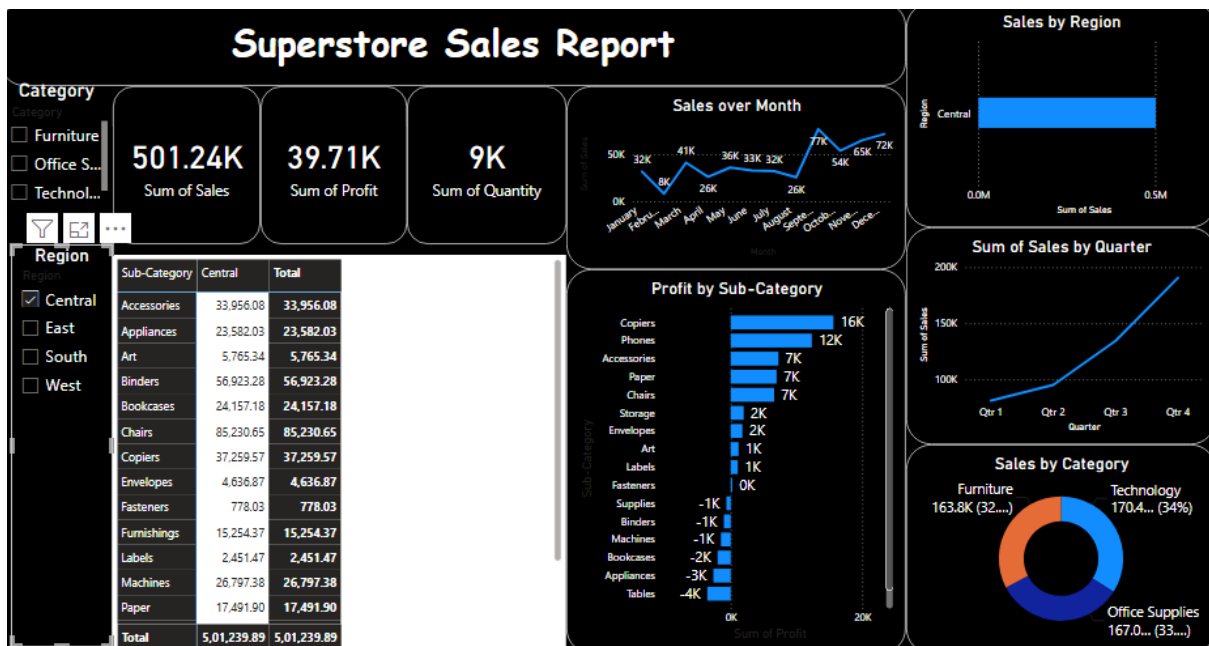 Superstore Sales Report
Category
Category
Furniture
Office S...
Technol...
501.24K
Sum of Sales
39.71K
Sum of Profit
9K
Sum of Quantity
Region
Region
Central
East
South
West
Sub-Category Central Total
Accessories 33,956.08 33,956.08
Appliances 23,582.03 23,582.03
Art 5,765.34 5,765.34
Binders 56,923.28 56,923.28
Bookcases 24,157.18 24,157.18
Chairs 85,230.65 85,230.65
Copiers 37,259.57 37,259.57
Envelopes 4,636.87 4,636.87
Fasteners 778.03 778.03
Furnishings 15,254.37 15,254.37
Labels 2,451.47 2,451.47
Machines 26,797.38 26,797.38
Paper 17,491.90 17,491.90
Total 5,01,239.89 5,01,239.89
Sales over Month
Sum of Sales
50K
0K
32K 8K 41K 26K 36K 33K 32K 26K 77K 54K 65K 72K
January Febru... March April May June July August Septe... Octob... Nove... Dece...
Month
Profit by Sub-Category
Sub-Category
Copiers 16K
Phones 12K
Accessories 7K
Paper 7K
Chairs 7K
Storage 2K
Envelopes 2K
Art 1K
Labels 1K
Fasteners 0K
Supplies -1K
Binders -1K
Machines -1K
Bookcases -2K
Appliances -3K
Tables -4K
0K 20K
Sum of Profit
Sales by Region
Region
Central
0.0M 0.5M
Sum of Sales
Sum of Sales by Quarter
Sum of Sales
200K
150K
100K
Qtr 1 Qtr 2 Qtr 3 Qtr 4
Quarter
Sales by Category
Furniture
163.8K (32....)
Technology
170.4... (34%)
Office Supplies
167.0... (33....)